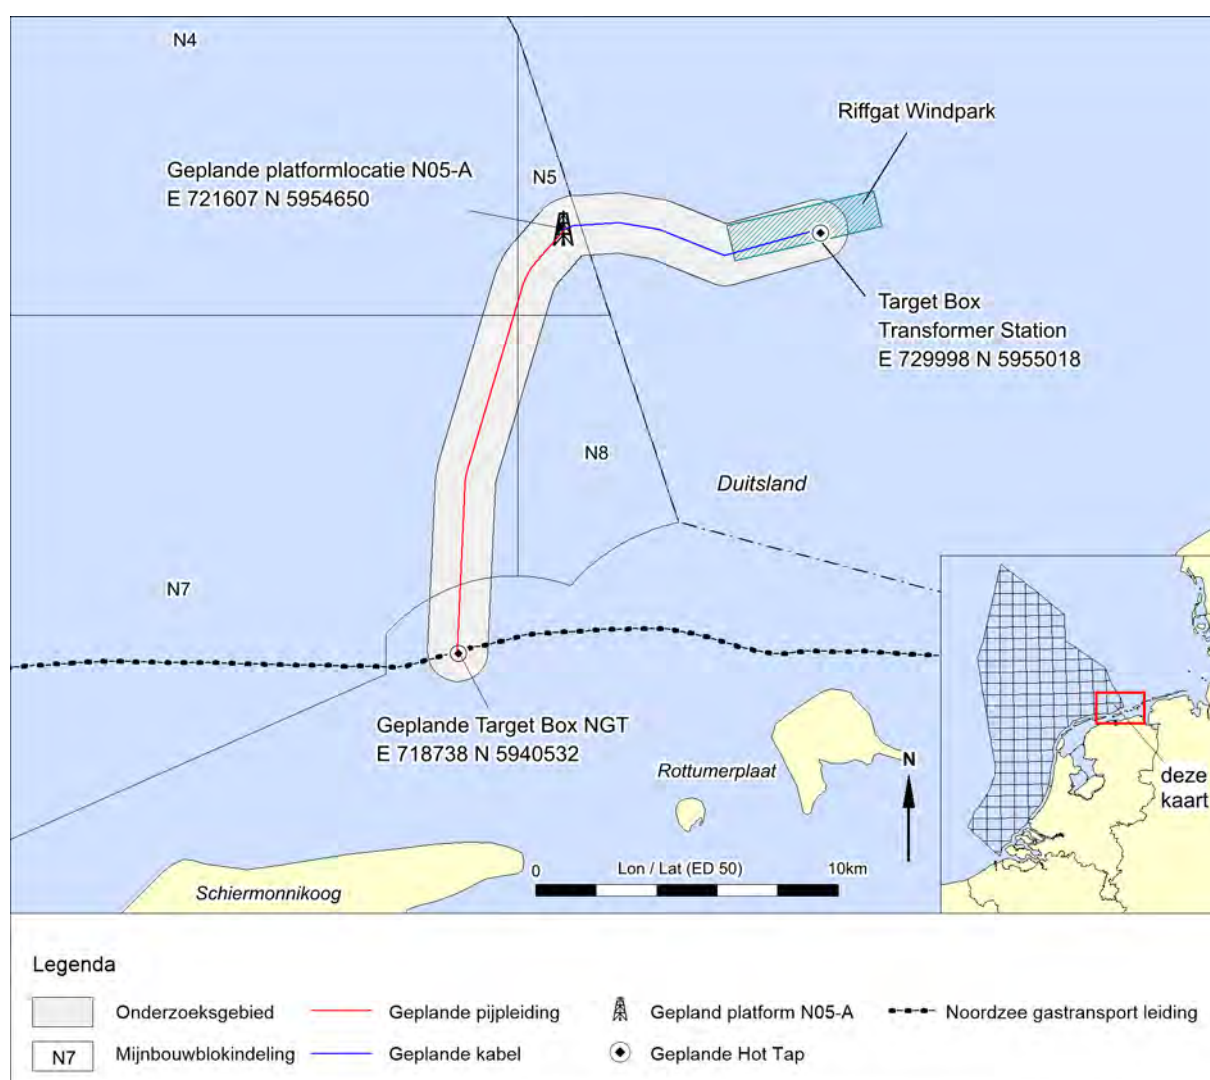 N4
Riffgat Windpark
Geplande platformlocatie N05-A
E 721607 N 5954650
N5
Target Box
Transformer Station
E 729998 N 5955018
N8
Duitsland
N7
Geplande Target Box NGT
E 718738 N 5940532
Rottumerplaat
N
deze
kaart
0 Lon / Lat (ED 50) 10km
Schiermonnikoog
Legenda
Onderzoeksgebied
Geplande pijpleiding
Gepland platform N05-A
Noordzee gastransport leiding
N7 Mijnbouwblokindeling
Geplande kabel
Geplande Hot Tap